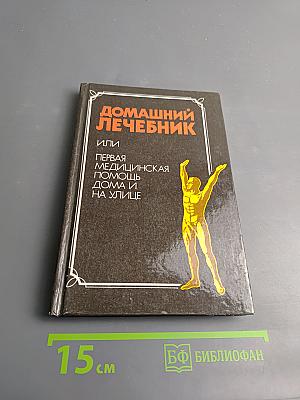 ДОМАШНИЙ
ЛЕЧЕБНИК
ИЛИ
ПЕРВАЯ
МЕДИЦИНСКАЯ
ПОМОЩЬ
ДОМА И
НА УЛИЦЕ
15 см
БФ БИБЛИОФАН